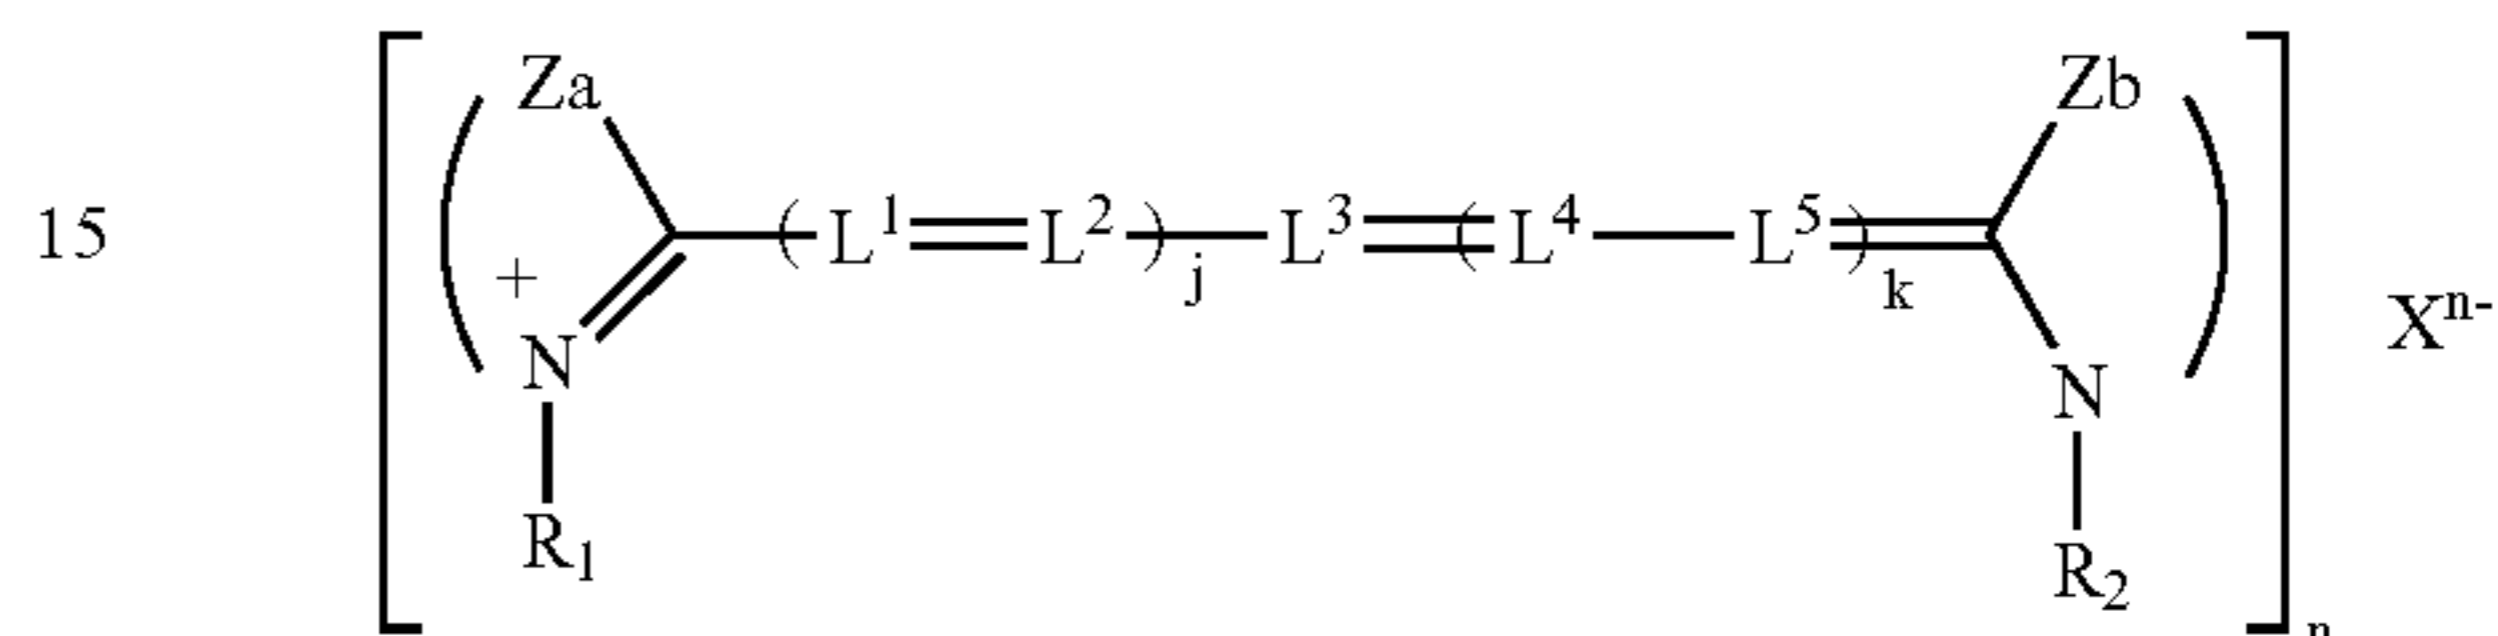 Za Zb
15 ( L¹ = L² )j L³ = ( L⁴ — L⁵ )k
+
N N Xⁿ⁻
R₁ R₂
n